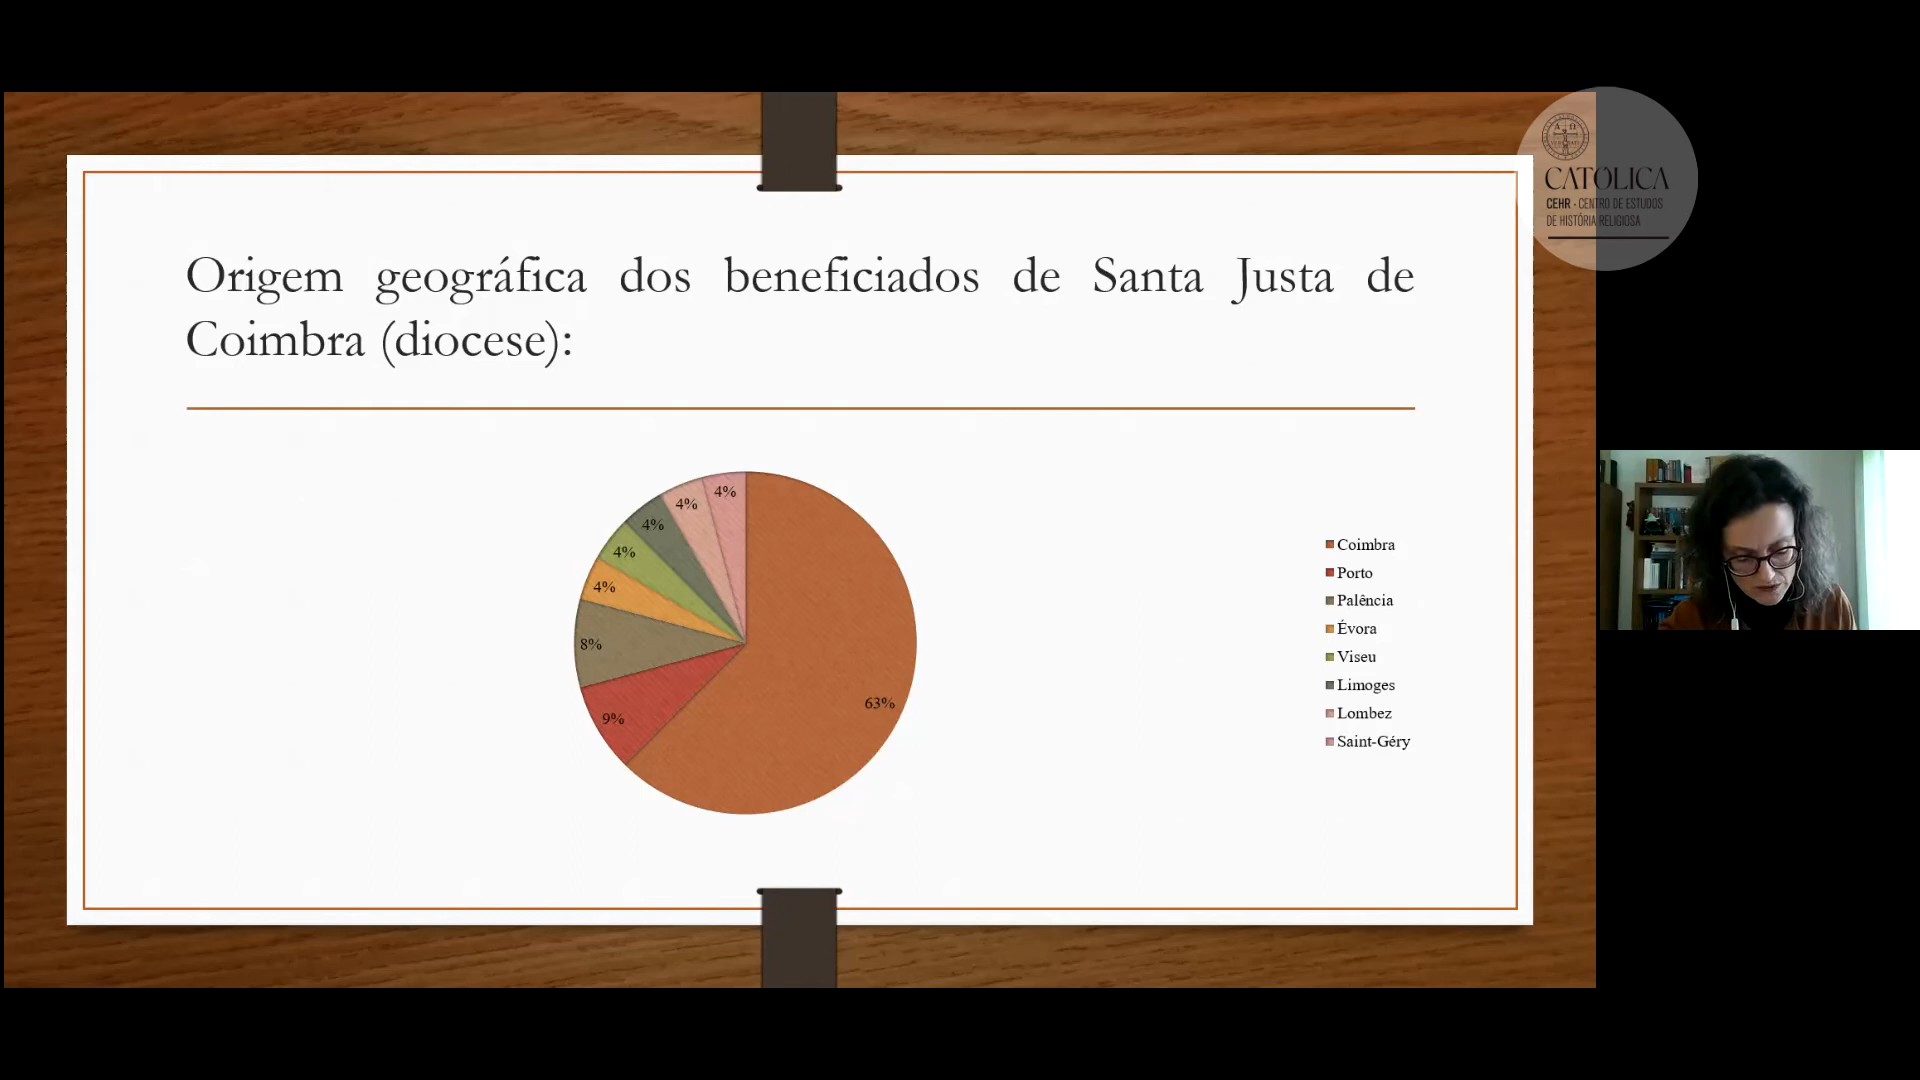 Origem geográfica dos beneficiados de Santa Justa de
Coimbra (diocese):
CATÓLICA
CEHR - CENTRO DE ESTUDOS
DE HISTÓRIA RELIGIOSA
4%
4%
4%
4%
4%
8%
9%
63%
Coimbra
Porto
Palência
Évora
Viseu
Limoges
Lombez
Saint-Géry